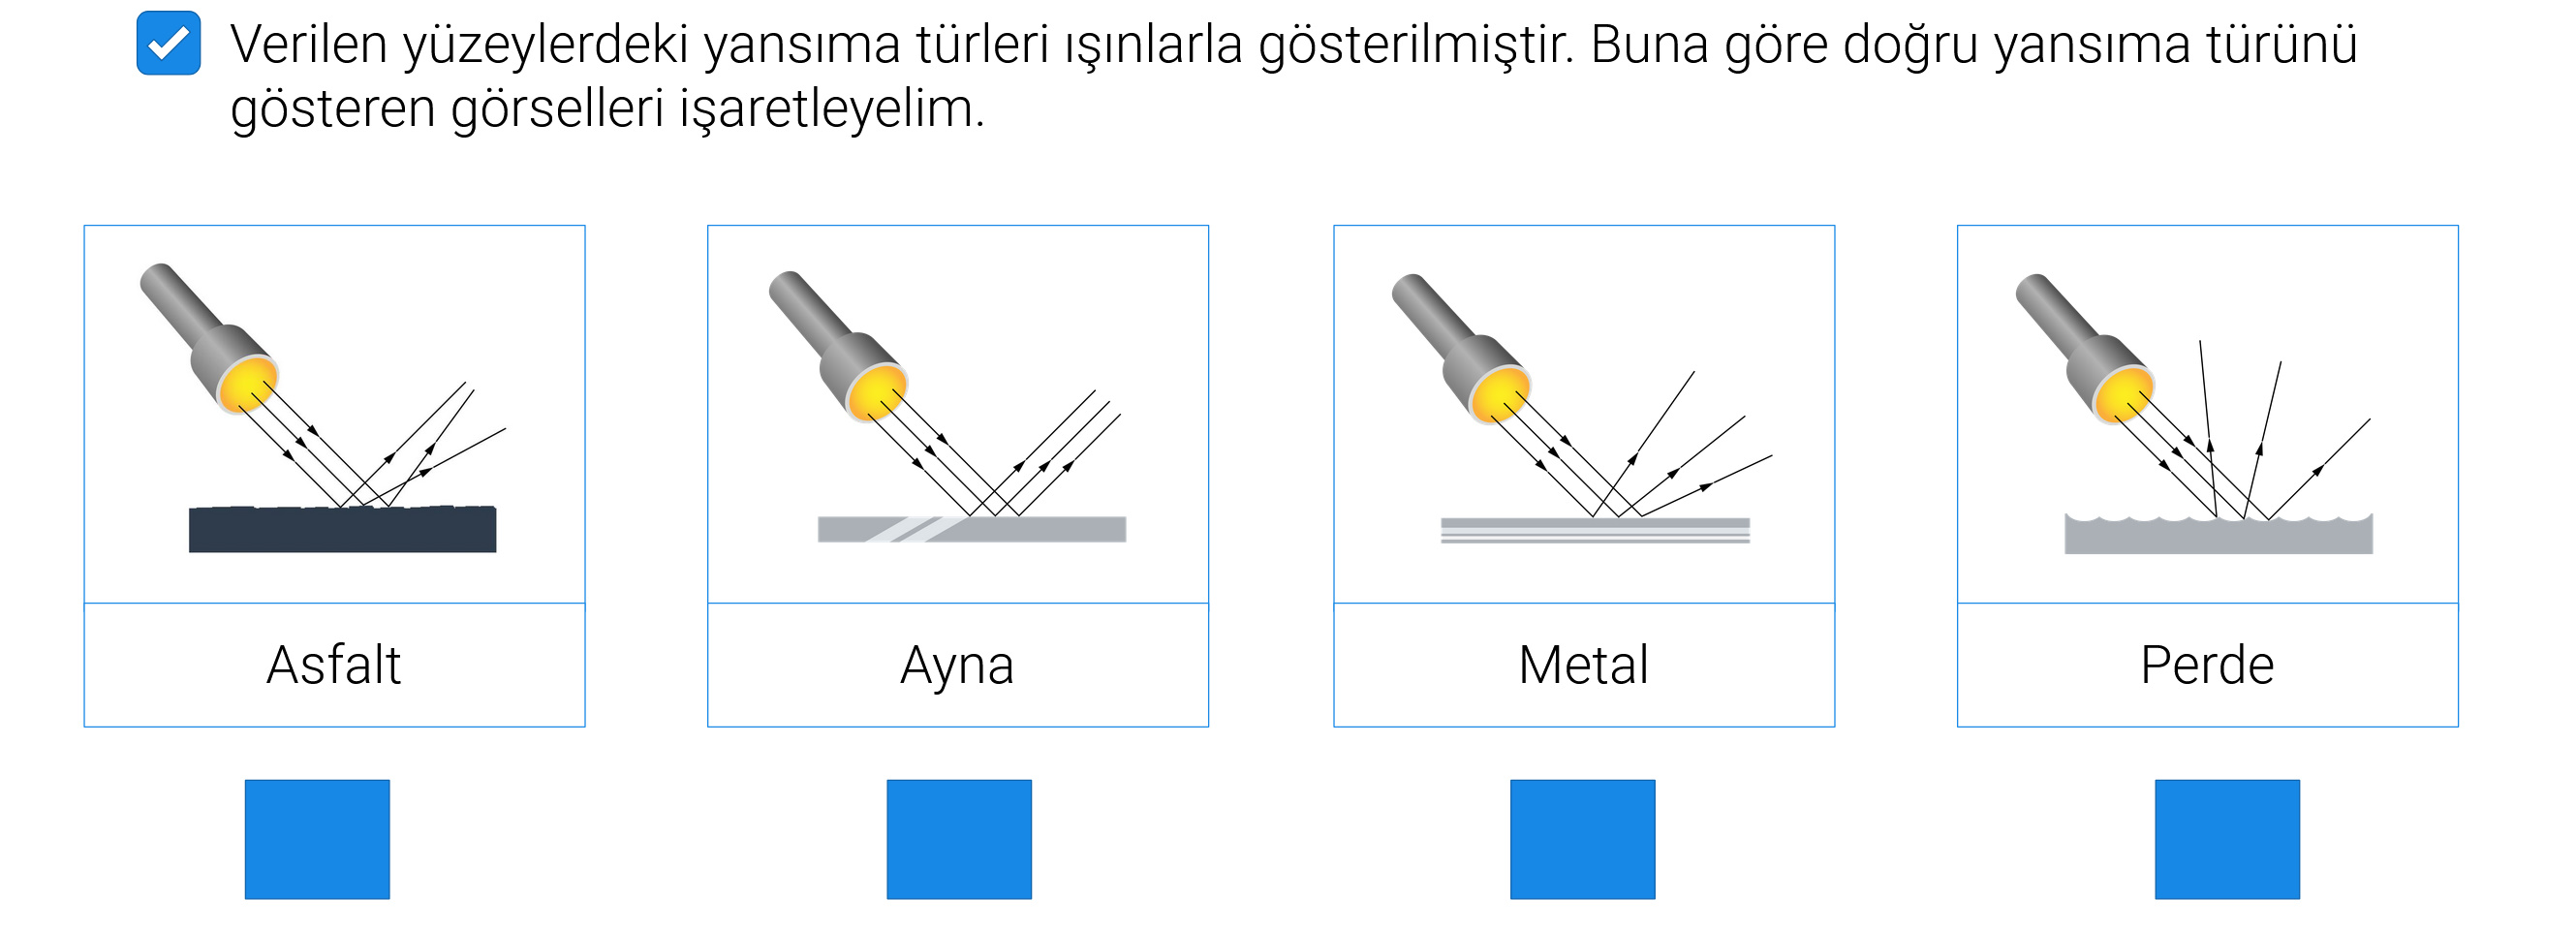 Verilen yüzeylerdeki yansıma türleri ışınlarla gösterilmiştir. Buna göre doğru yansıma türünü
gösteren görselleri işaretleyelim.
Asfalt
Ayna
Metal
Perde